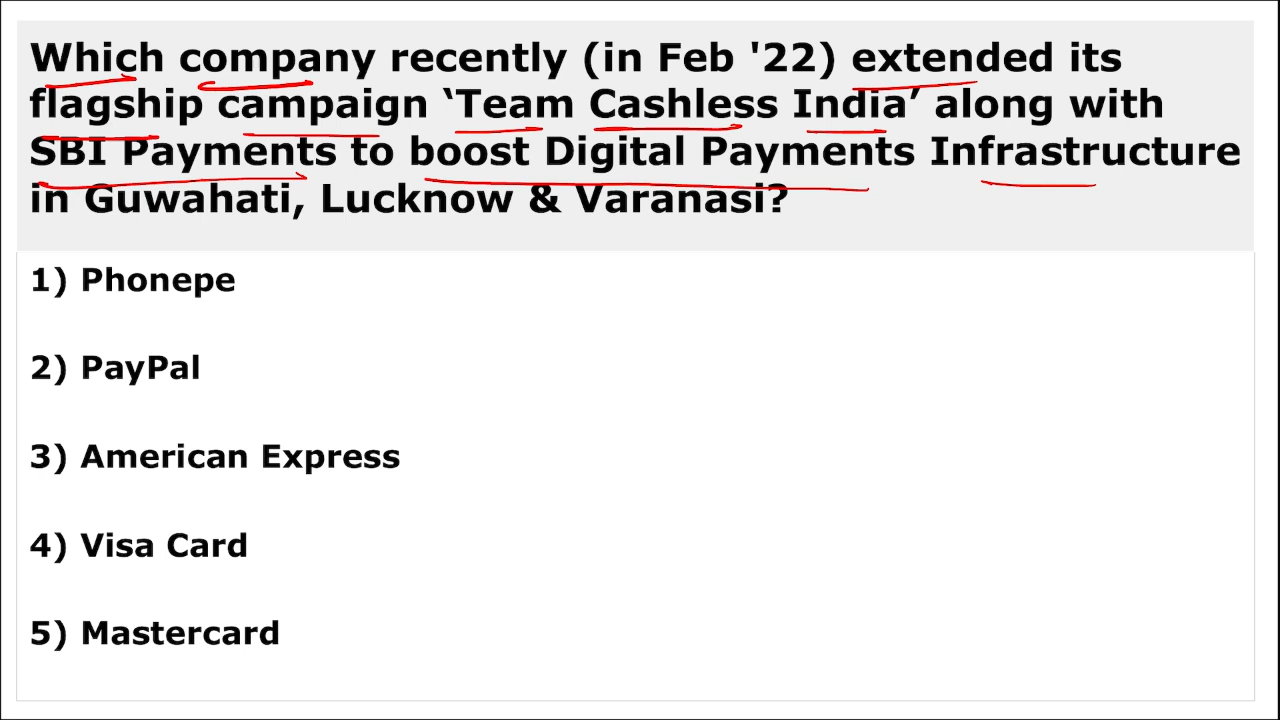 Which company recently (in Feb '22) extended its
flagship campaign ‘Team Cashless India’ along with
SBI Payments to boost Digital Payments Infrastructure
in Guwahati, Lucknow & Varanasi?
1) Phonepe
2) PayPal
3) American Express
4) Visa Card
5) Mastercard